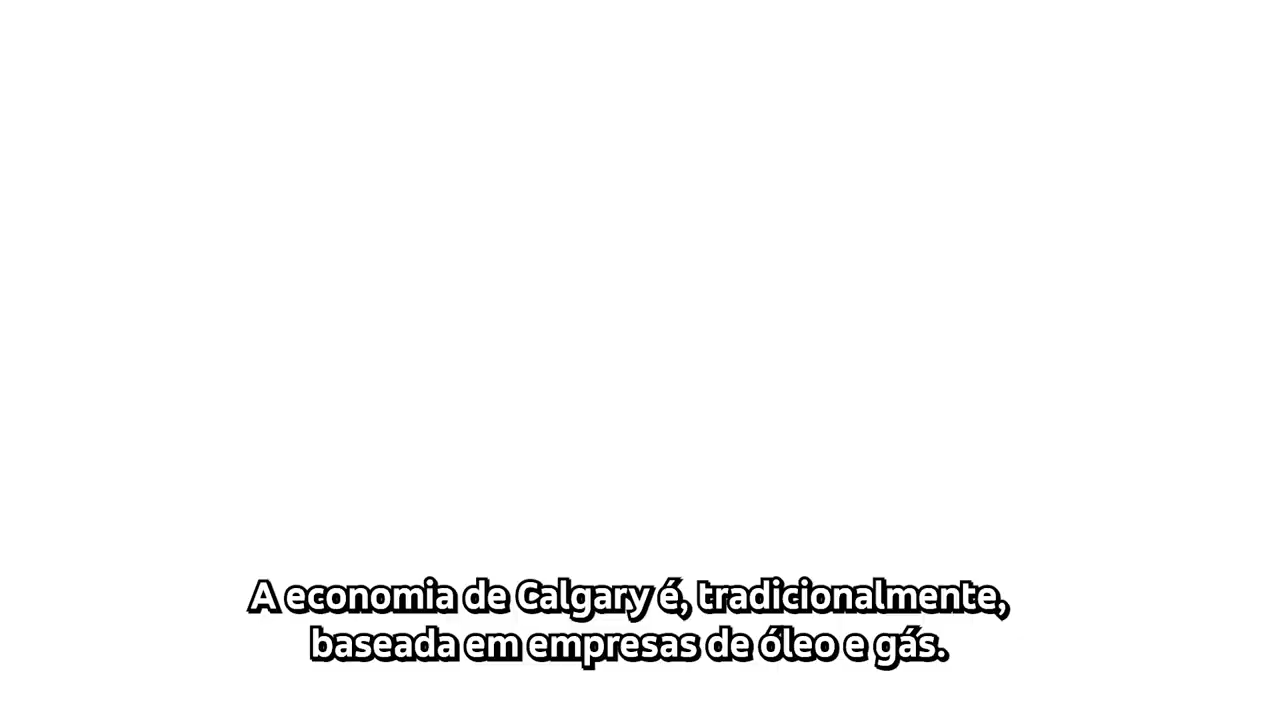 A economia de Calgary é, tradicionalmente,
baseada em empresas de óleo e gás.